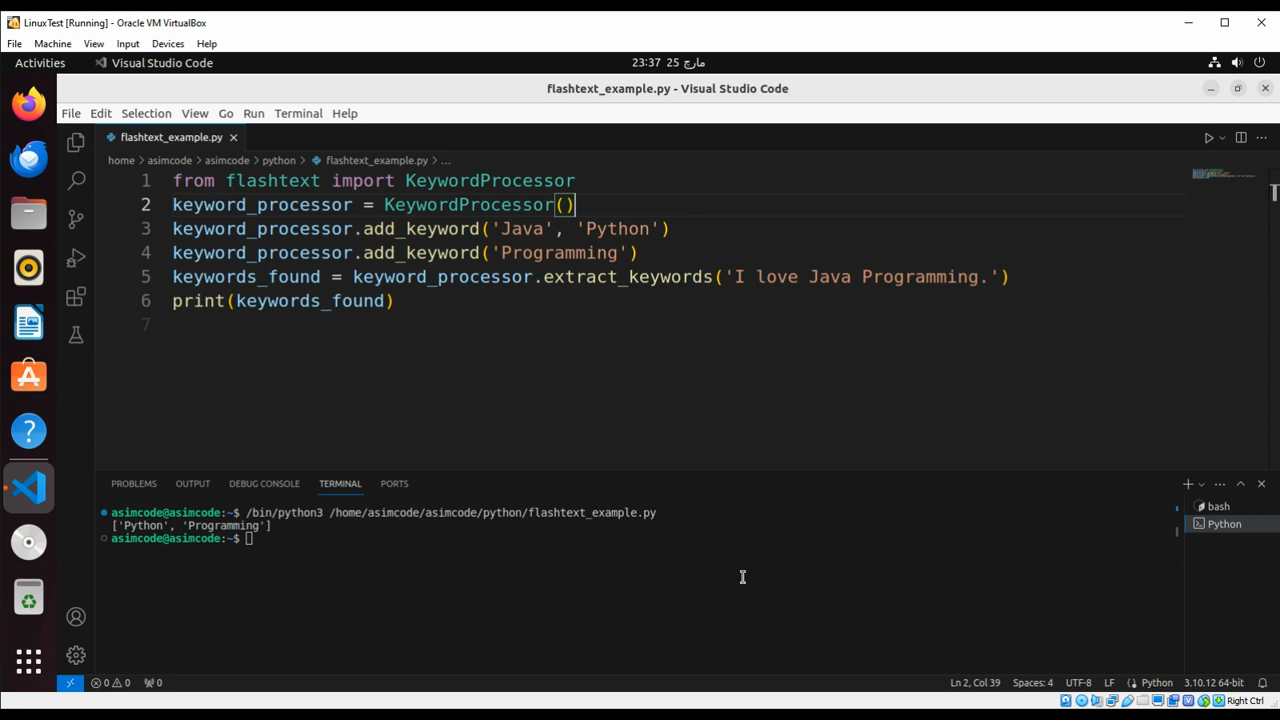 LinuxTest [Running] - Oracle VM VirtualBox
File Machine View Input Devices Help
Activities Visual Studio Code 23:37 25 مارچ
flashtext_example.py - Visual Studio Code
File Edit Selection View Go Run Terminal Help
flashtext_example.py
home > asimcode > asimcode > python > flashtext_example.py > ...
1 from flashtext import KeywordProcessor
2 keyword_processor = KeywordProcessor()
3 keyword_processor.add_keyword('Java', 'Python')
4 keyword_processor.add_keyword('Programming')
5 keywords_found = keyword_processor.extract_keywords('I love Java Programming.')
6 print(keywords_found)
7
PROBLEMS OUTPUT DEBUG CONSOLE TERMINAL PORTS
asimcode@asimcode:~$ /bin/python3 /home/asimcode/asimcode/python/flashtext_example.py
['Python', 'Programming']
asimcode@asimcode:~$
bash
Python
0 0 0 Ln 2, Col 39 Spaces: 4 UTF-8 LF Python 3.10.12 64-bit
Right Ctrl